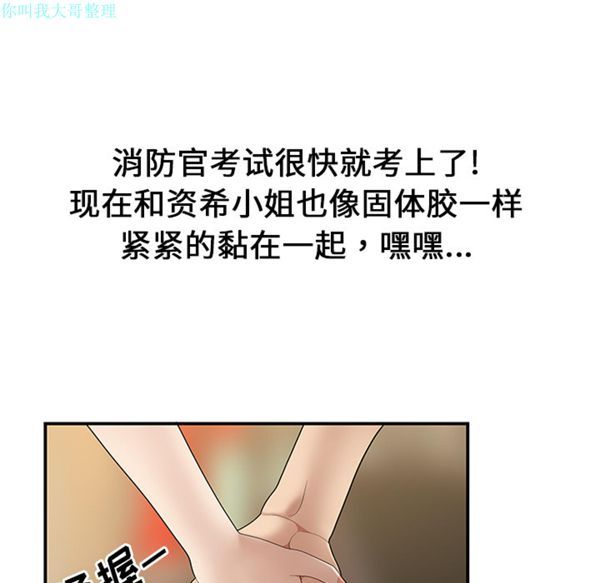 你叫我大哥整理
消防官考试很快就考上了!
现在和资希小姐也像固体胶一样
紧紧的黏在一起，嘿嘿...
握一